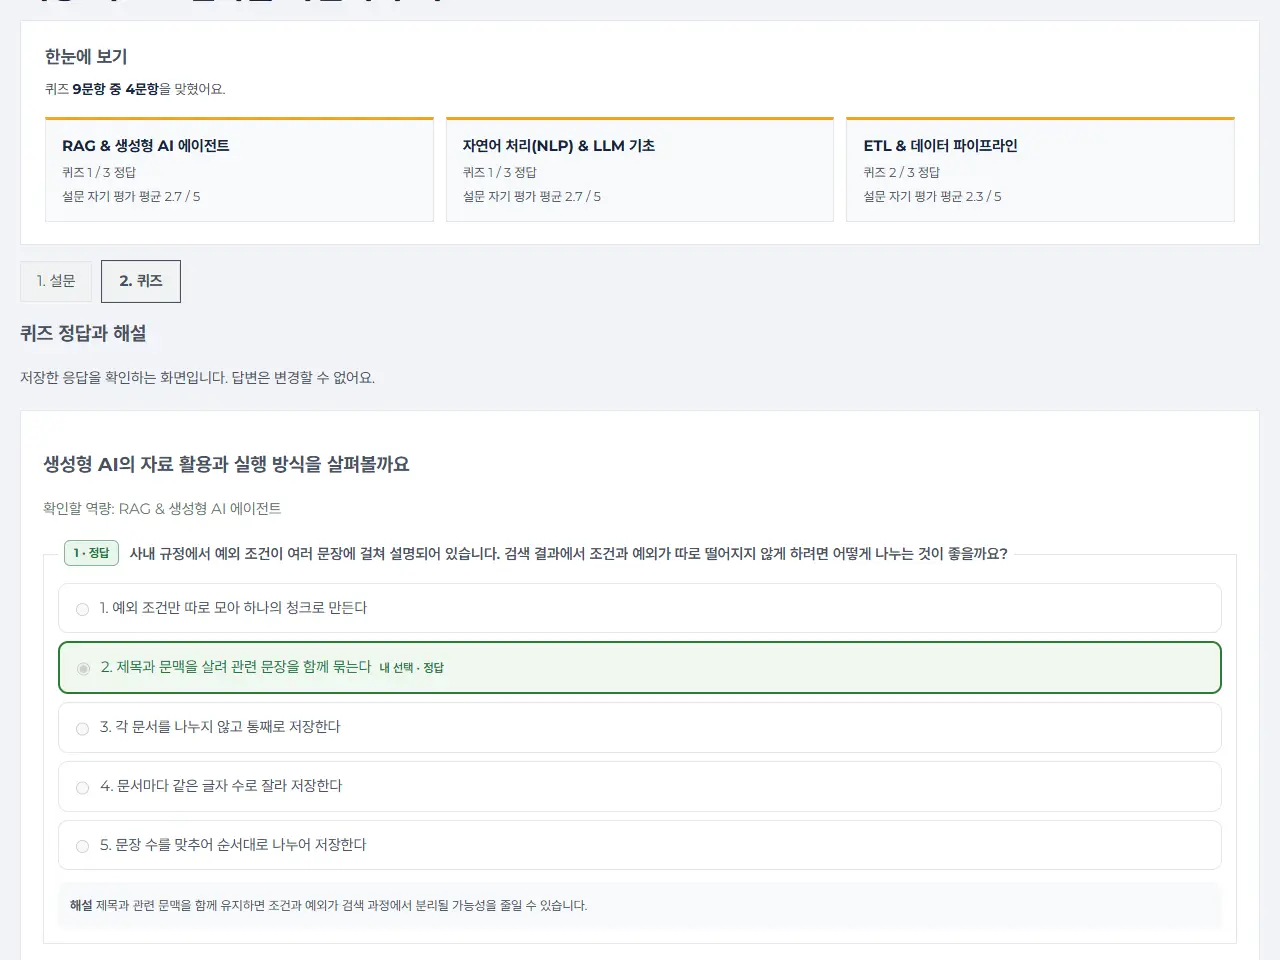 한눈에 보기
퀴즈 9문항 중 4문항을 맞혔어요.
RAG & 생성형 AI 에이전트
퀴즈 1 / 3 정답
설문 자기 평가 평균 2.7 / 5
자연어 처리(NLP) & LLM 기초
퀴즈 1 / 3 정답
설문 자기 평가 평균 2.7 / 5
ETL & 데이터 파이프라인
퀴즈 2 / 3 정답
설문 자기 평가 평균 2.3 / 5
1. 설문
2. 퀴즈
퀴즈 정답과 해설
저장한 응답을 확인하는 화면입니다. 답변은 변경할 수 없어요.
생성형 AI의 자료 활용과 실행 방식을 살펴볼까요
확인할 역량: RAG & 생성형 AI 에이전트
1 · 정답 사내 규정에서 예외 조건이 여러 문장에 걸쳐 설명되어 있습니다. 검색 결과에서 조건과 예외가 따로 떨어지지 않게 하려면 어떻게 나누는 것이 좋을까요?
1. 예외 조건만 따로 모아 하나의 청크로 만든다
2. 제목과 문맥을 살려 관련 문장을 함께 묶는다 내 선택 · 정답
3. 각 문서를 나누지 않고 통째로 저장한다
4. 문서마다 같은 글자 수로 잘라 저장한다
5. 문장 수를 맞추어 순서대로 나누어 저장한다
해설 제목과 관련 문맥을 함께 유지하면 조건과 예외가 검색 과정에서 분리될 가능성을 줄일 수 있습니다.